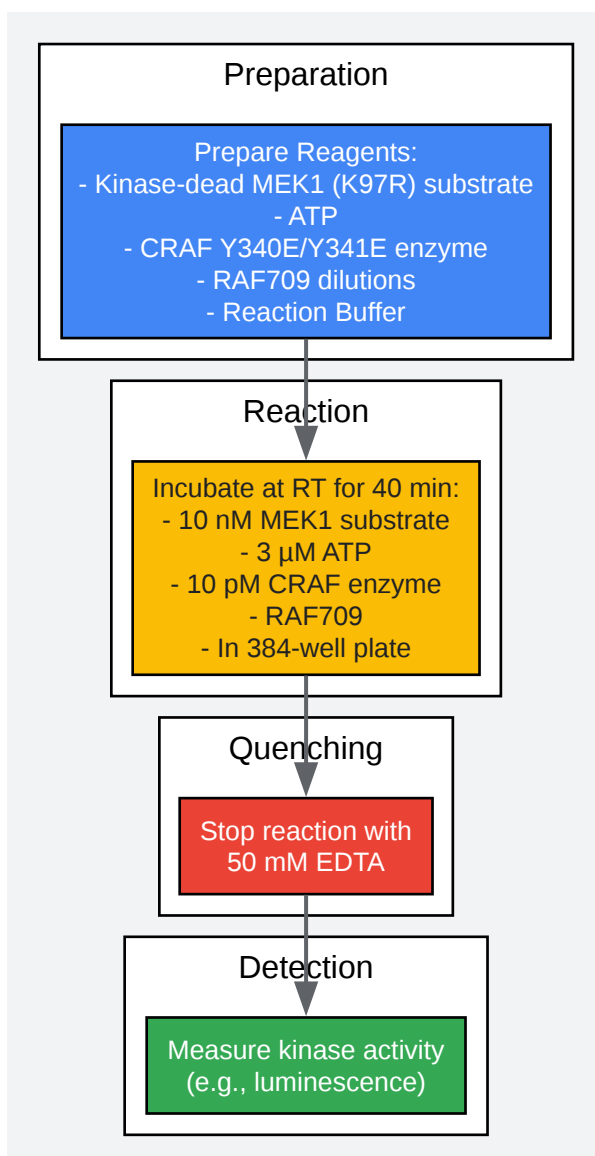 Preparation
Prepare Reagents:
- Kinase-dead MEK1 (K97R) substrate
- ATP
- CRAF Y340E/Y341E enzyme
- RAF709 dilutions
- Reaction Buffer
Reaction
Incubate at RT for 40 min:
- 10 nM MEK1 substrate
- 3 µM ATP
- 10 pM CRAF enzyme
- RAF709
- In 384-well plate
Quenching
Stop reaction with
50 mM EDTA
Detection
Measure kinase activity
(e.g., luminescence)